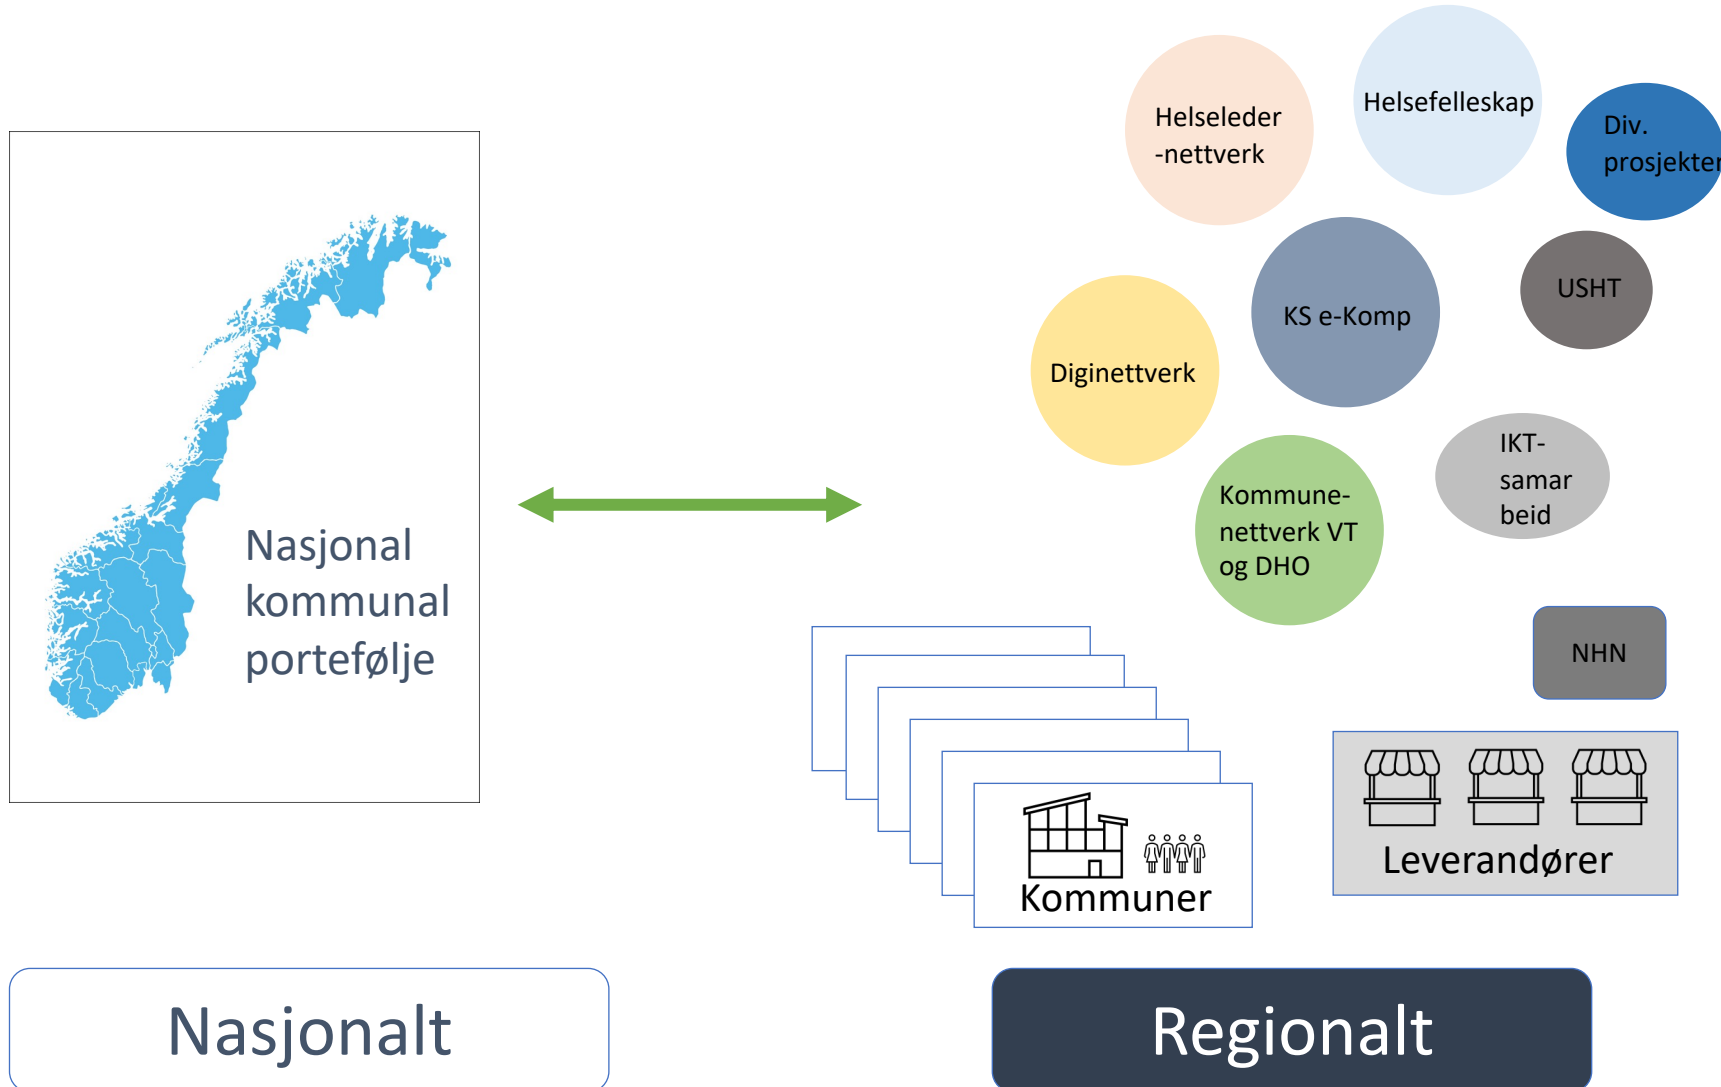 Nasjonal
kommunal
portefølje
Helseleder
-nettverk
Helsefelleskap
Div.
prosjekter
KS e-Komp
USHT
Diginettverk
Kommune-
nettverk VT
og DHO
IKT-
samar
beid
NHN
Kommuner
Leverandører
Nasjonalt
Regionalt